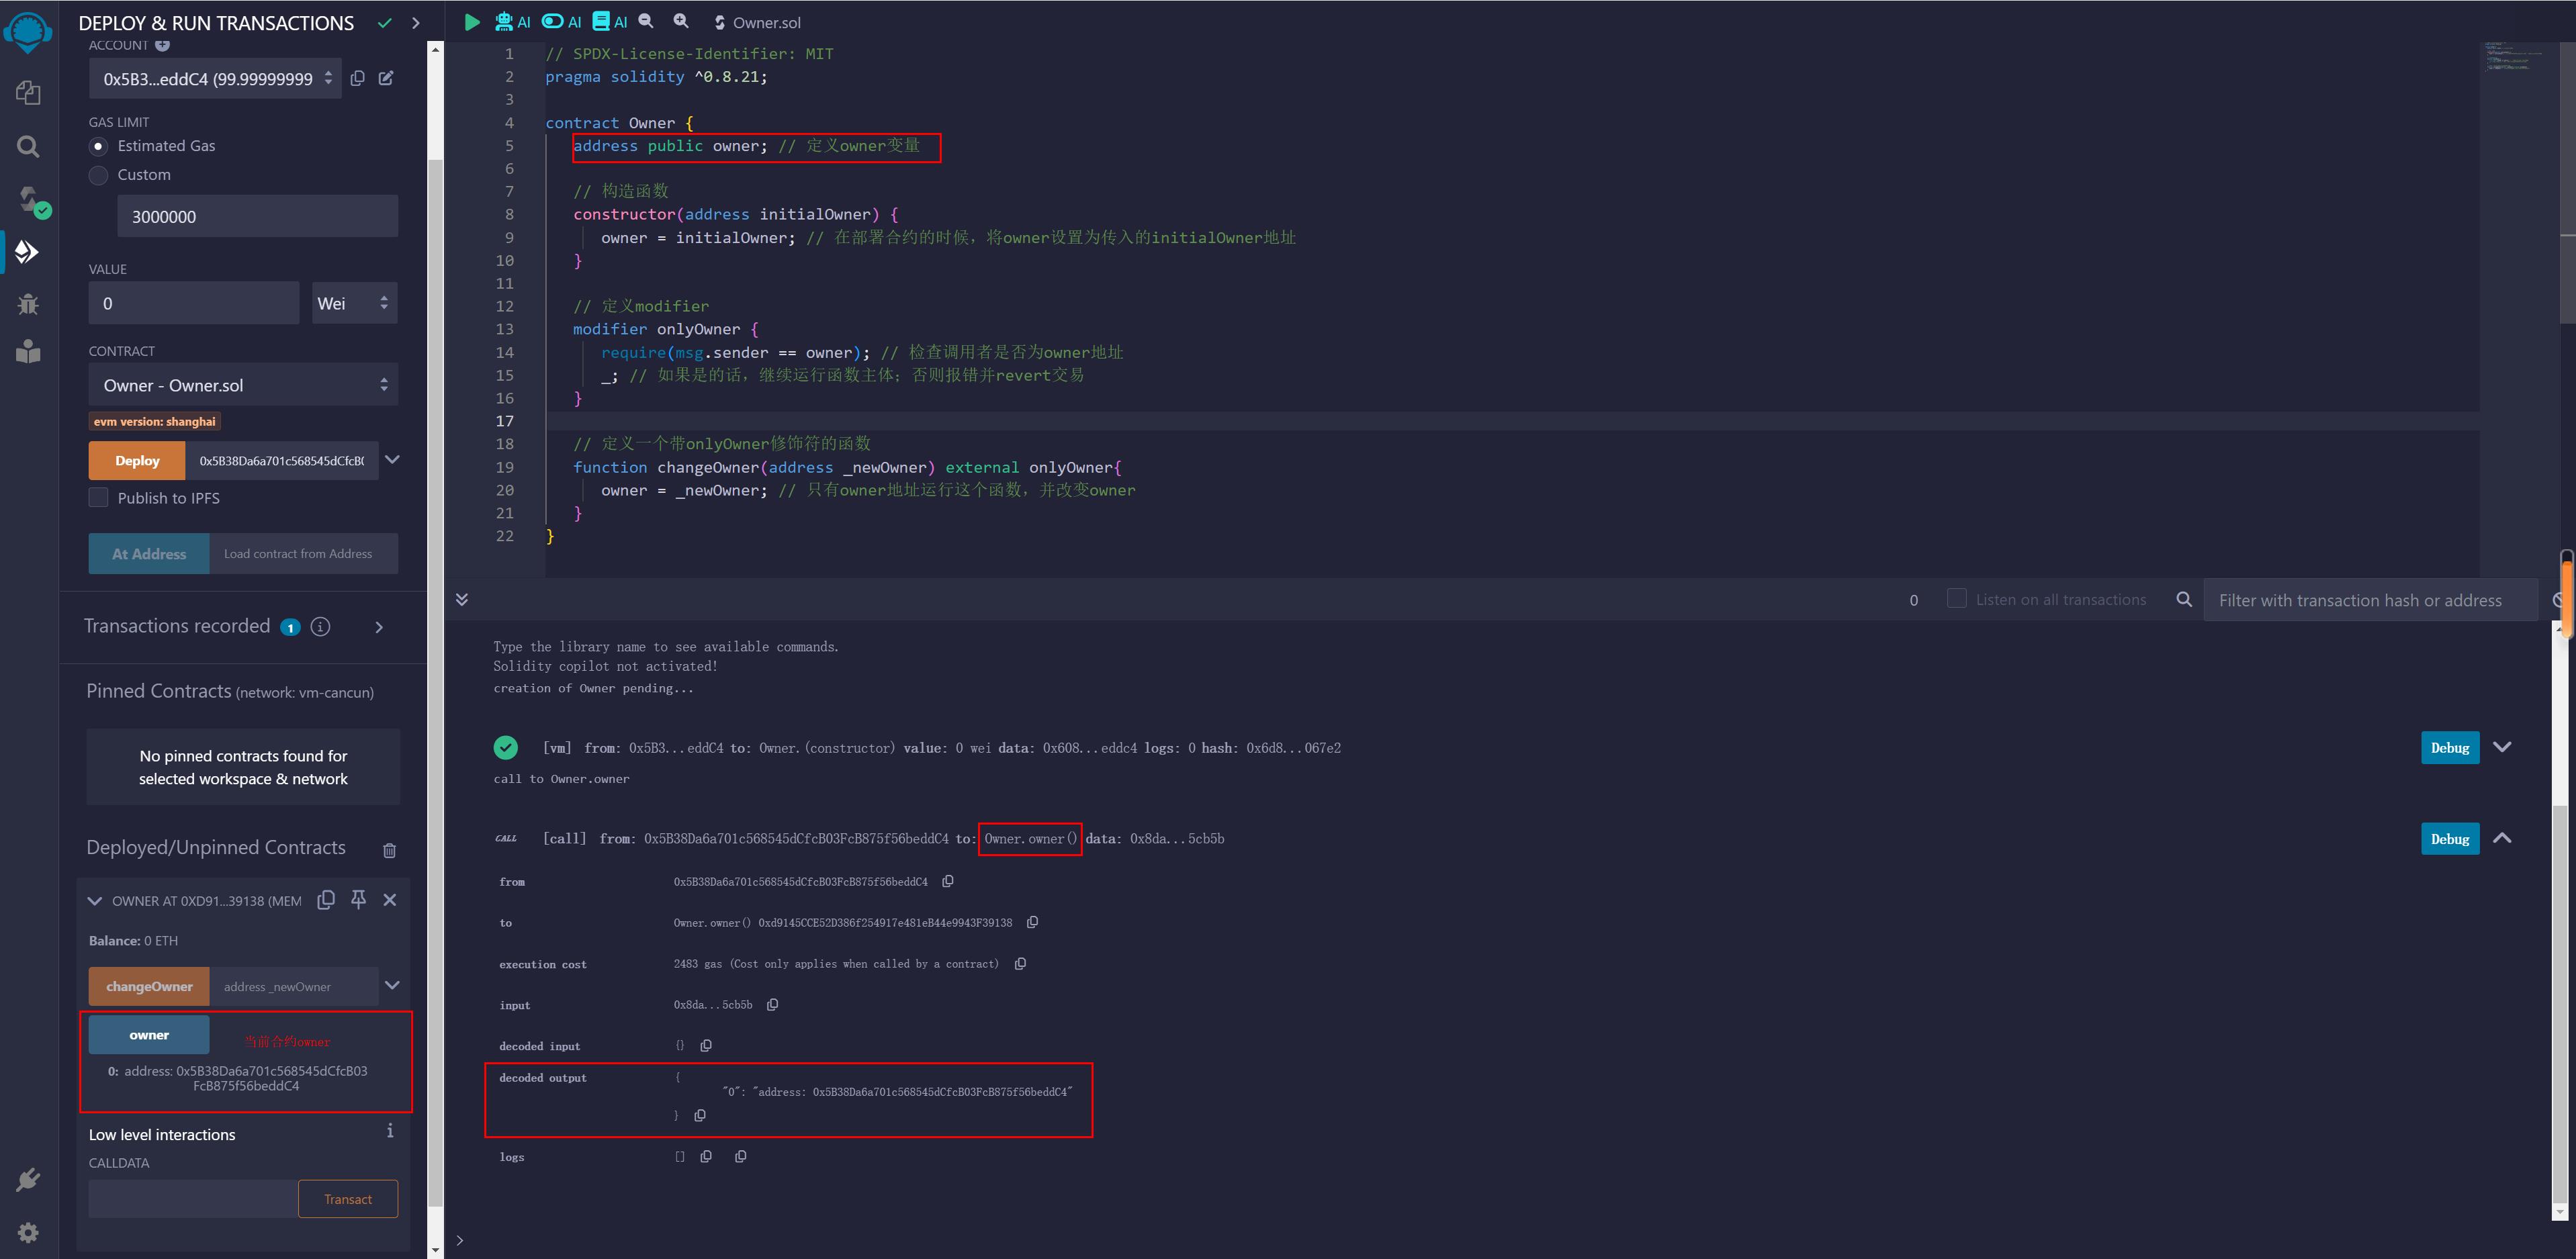 DEPLOY & RUN TRANSACTIONS
ACCOUNT
0x5B3...eddC4 (99.99999999
GAS LIMIT
Estimated Gas
Custom
3000000
VALUE
0
Wei
CONTRACT
Owner - Owner.sol
evm version: shanghai
Deploy
0x5B38Da6a701c568545dCfcB(
Publish to IPFS
At Address
Load contract from Address
Transactions recorded 1
Pinned Contracts (network: vm-cancun)
No pinned contracts found for
selected workspace & network
Deployed/Unpinned Contracts
OWNER AT 0XD91...39138 (MEM
Balance: 0 ETH
changeOwner
address _newOwner
owner
当前合约owner
0: address: 0x5B38Da6a701c568545dCfcB03
FcB875f56beddC4
Low level interactions
CALLDATA
Transact
AI AI AI Owner.sol
1 // SPDX-License-Identifier: MIT
2 pragma solidity ^0.8.21;
3
4 contract Owner {
5 address public owner; // 定义owner变量
6
7 // 构造函数
8 constructor(address initialOwner) {
9 owner = initialOwner; // 在部署合约的时候，将owner设置为传入的initialOwner地址
10 }
11
12 // 定义modifier
13 modifier onlyOwner {
14 require(msg.sender == owner); // 检查调用者是否为owner地址
15 _; // 如果是的话，继续运行函数主体；否则报错并revert交易
16 }
17
18 // 定义一个带onlyOwner修饰符的函数
19 function changeOwner(address _newOwner) external onlyOwner{
20 owner = _newOwner; // 只有owner地址运行这个函数，并改变owner
21 }
22 }
0 Listen on all transactions
Filter with transaction hash or address
Type the library name to see available commands.
Solidity copilot not activated!
creation of Owner pending...
[vm] from: 0x5B3...eddC4 to: Owner.(constructor) value: 0 wei data: 0x608...eddc4 logs: 0 hash: 0x6d8...067e2
Debug
call to Owner.owner
CALL [call] from: 0x5B38Da6a701c568545dCfcB03FcB875f56beddC4 to: Owner.owner() data: 0x8da...5cb5b
Debug
from 0x5B38Da6a701c568545dCfcB03FcB875f56beddC4
to Owner.owner() 0xd9145CCE52D386f254917e481eB44e9943F39138
execution cost 2483 gas (Cost only applies when called by a contract)
input 0x8da...5cb5b
decoded input {}
decoded output {
"0": "address: 0x5B38Da6a701c568545dCfcB03FcB875f56beddC4"
}
logs []
>